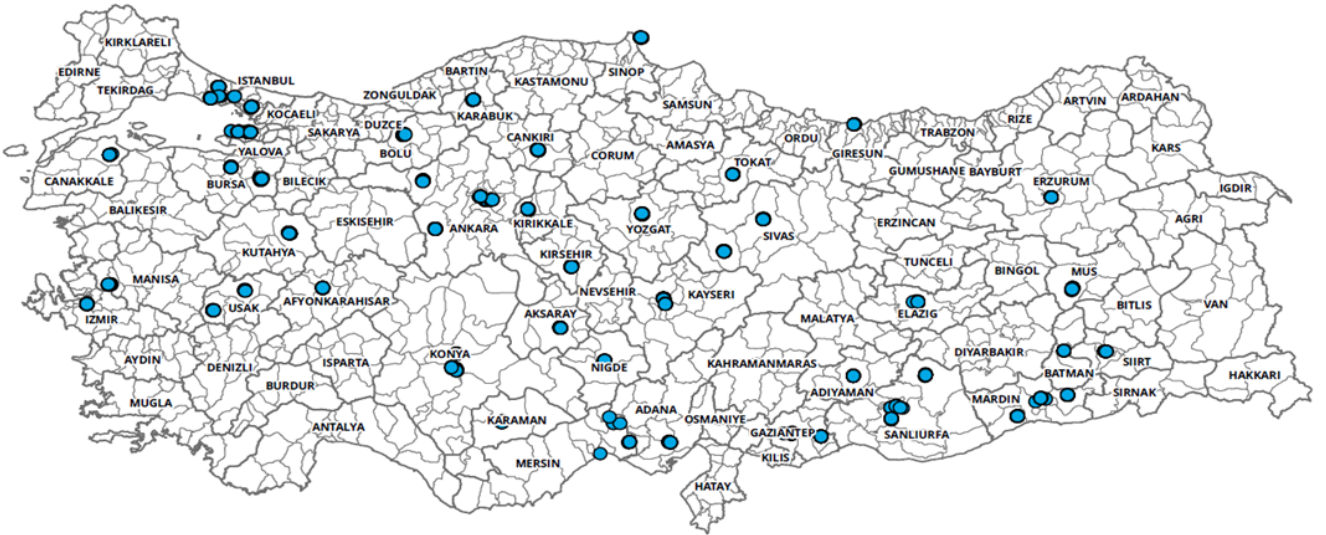 KIRKLARELI
EDIRNE
TEKIRDAG
ISTANBUL
KOCAELI
SAKARYA
YALOVA
DUZCE
BOLU
ZONGULDAK
BARTIN
KARABUK
KASTAMONU
SINOP
CANKIRI
CORUM
SAMSUN
AMASYA
TOKAT
ORDU
GIRESUN
TRABZON
RIZE
ARTVIN
ARDAHAN
KARS
GUMUSHANE
BAYBURT
ERZURUM
IGDIR
AGRI
CANAKKALE
BALIKESIR
BURSA
BILECIK
ESKISEHIR
KUTAHYA
ANKARA
KIRIKKALE
YOZGAT
SIVAS
ERZINCAN
TUNCELI
BINGOL
MUS
BITLIS
VAN
KIRSEHIR
NEVSEHIR
KAYSERI
MANISA
IZMIR
USAK
AFYONKARAHISAR
AKSARAY
MALATYA
ELAZIG
DIYARBAKIR
BATMAN
SIIRT
SIRNAK
HAKKARI
AYDIN
DENIZLI
ISPARTA
KONYA
NIGDE
KAHRAMANMARAS
ADIYAMAN
MARDIN
MUGLA
BURDUR
ANTALYA
KARAMAN
MERSIN
ADANA
OSMANIYE
GAZIANTEP
KILIS
SANLIURFA
HATAY